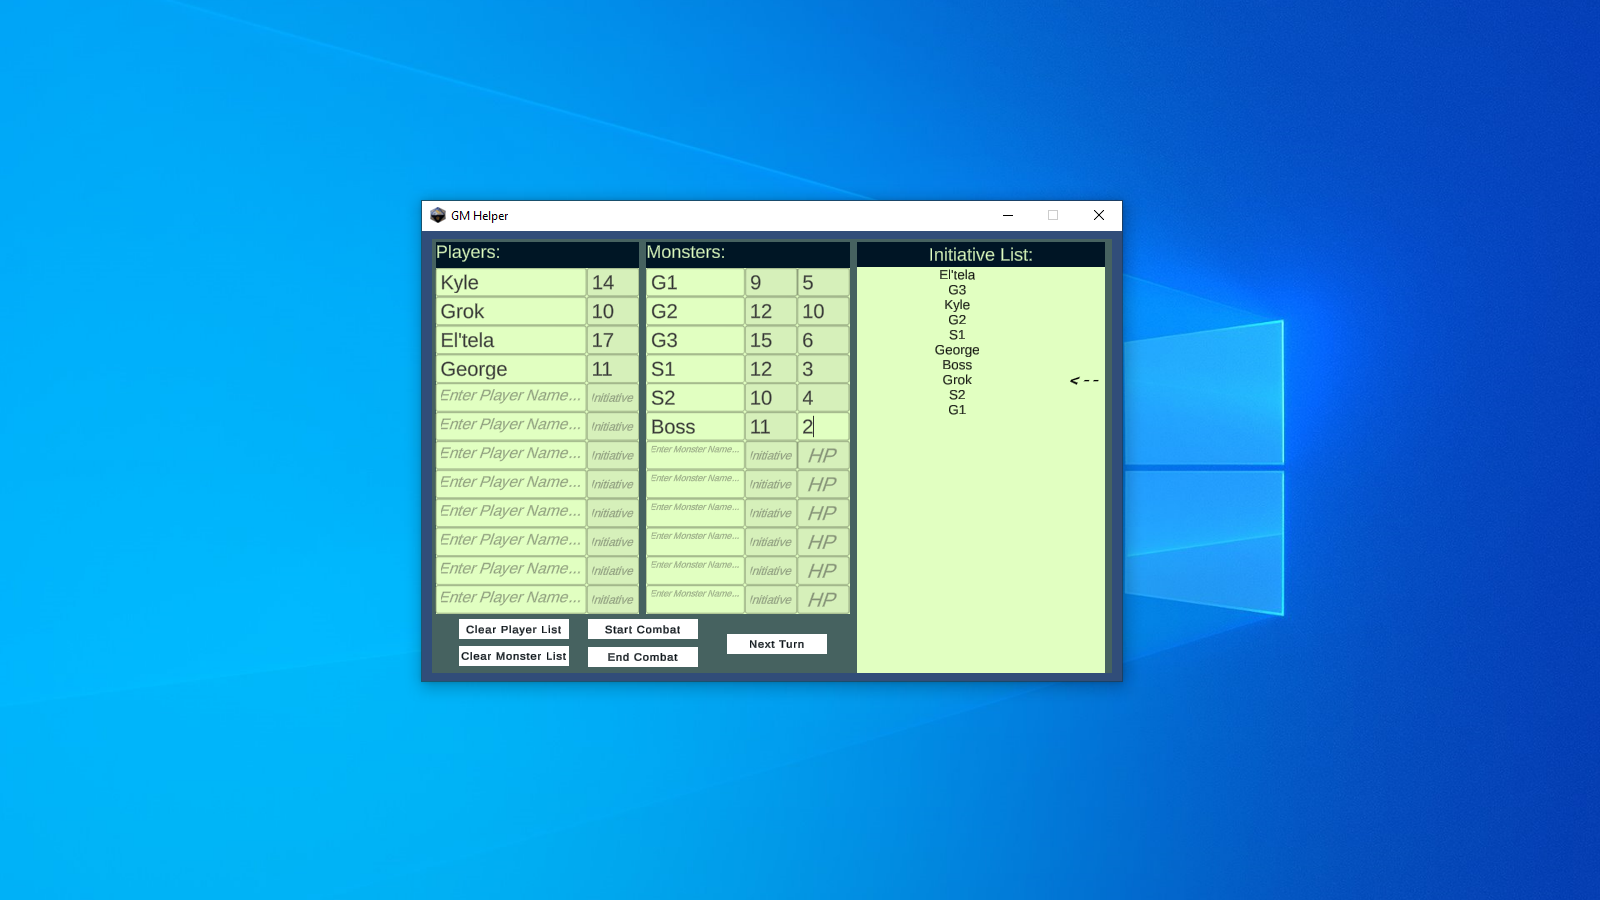 GM Helper
Players:
Kyle 14
Grok 10
El'tela 17
George 11
Enter Player Name... Initiative
Enter Player Name... Initiative
Enter Player Name... Initiative
Enter Player Name... Initiative
Enter Player Name... Initiative
Enter Player Name... Initiative
Enter Player Name... Initiative
Enter Player Name... Initiative
Monsters:
G1 9 5
G2 12 10
G3 15 6
S1 12 3
S2 10 4
Boss 11 2
Enter Monster Name... Initiative HP
Enter Monster Name... Initiative HP
Enter Monster Name... Initiative HP
Enter Monster Name... Initiative HP
Enter Monster Name... Initiative HP
Enter Monster Name... Initiative HP
Clear Player List
Start Combat
Next Turn
Clear Monster List
End Combat
Initiative List:
El'tela
G3
Kyle
G2
S1
George
Boss
Grok <--
S2
G1